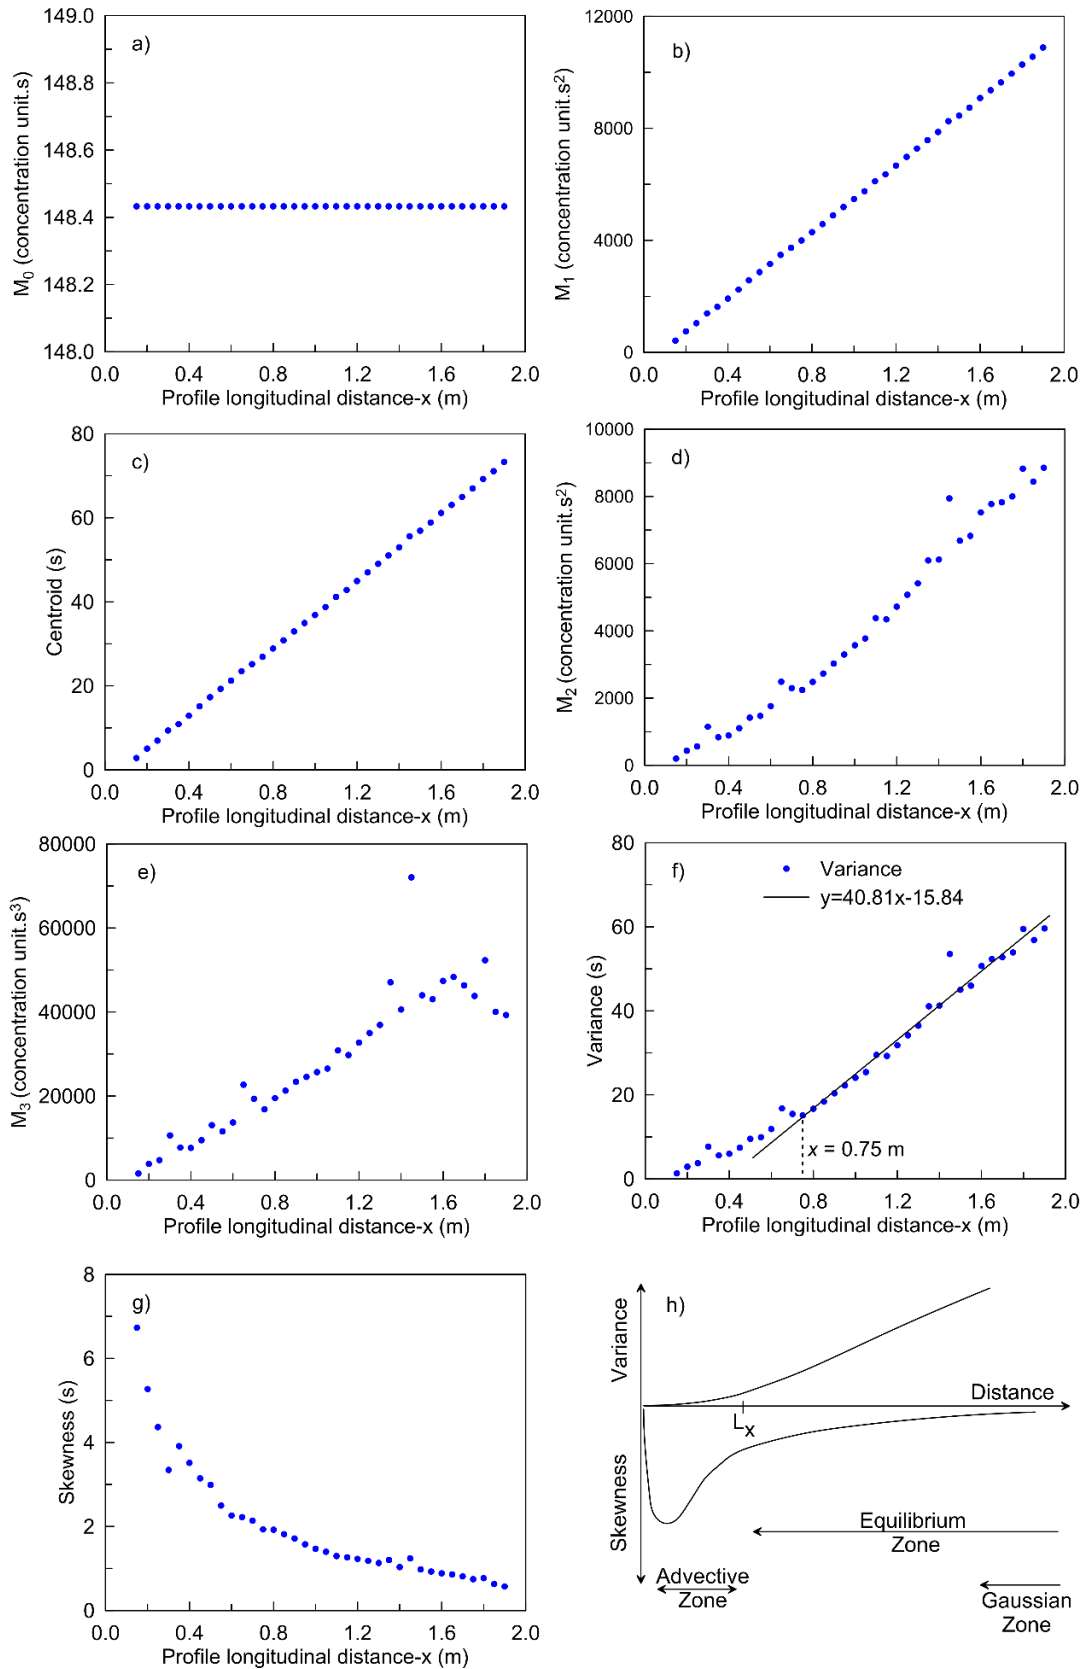 a)
M₀ (concentration unit.s)
149.0
148.8
148.6
148.4
148.2
148.0
0.0 0.4 0.8 1.2 1.6 2.0
Profile longitudinal distance-x (m)
b)
M₁ (concentration unit.s²)
12000
8000
4000
0
0.0 0.4 0.8 1.2 1.6 2.0
Profile longitudinal distance-x (m)
c)
Centroid (s)
80
60
40
20
0
0.0 0.4 0.8 1.2 1.6 2.0
Profile longitudinal distance-x (m)
d)
M₂ (concentration unit.s²)
10000
8000
6000
4000
2000
0
0.0 0.4 0.8 1.2 1.6 2.0
Profile longitudinal distance-x (m)
e)
M₃ (concentration unit.s³)
80000
60000
40000
20000
0
0.0 0.4 0.8 1.2 1.6 2.0
Profile longitudinal distance-x (m)
f)
Variance (s)
80
60
40
20
0
Variance
y=40.81x-15.84
x = 0.75 m
0.0 0.4 0.8 1.2 1.6 2.0
Profile longitudinal distance-x (m)
g)
Skewness (s)
8
6
4
2
0
0.0 0.4 0.8 1.2 1.6 2.0
Profile longitudinal distance-x (m)
h)
Variance
Distance
Lₓ
Skewness
Equilibrium
Zone
Advective
Zone
Gaussian
Zone